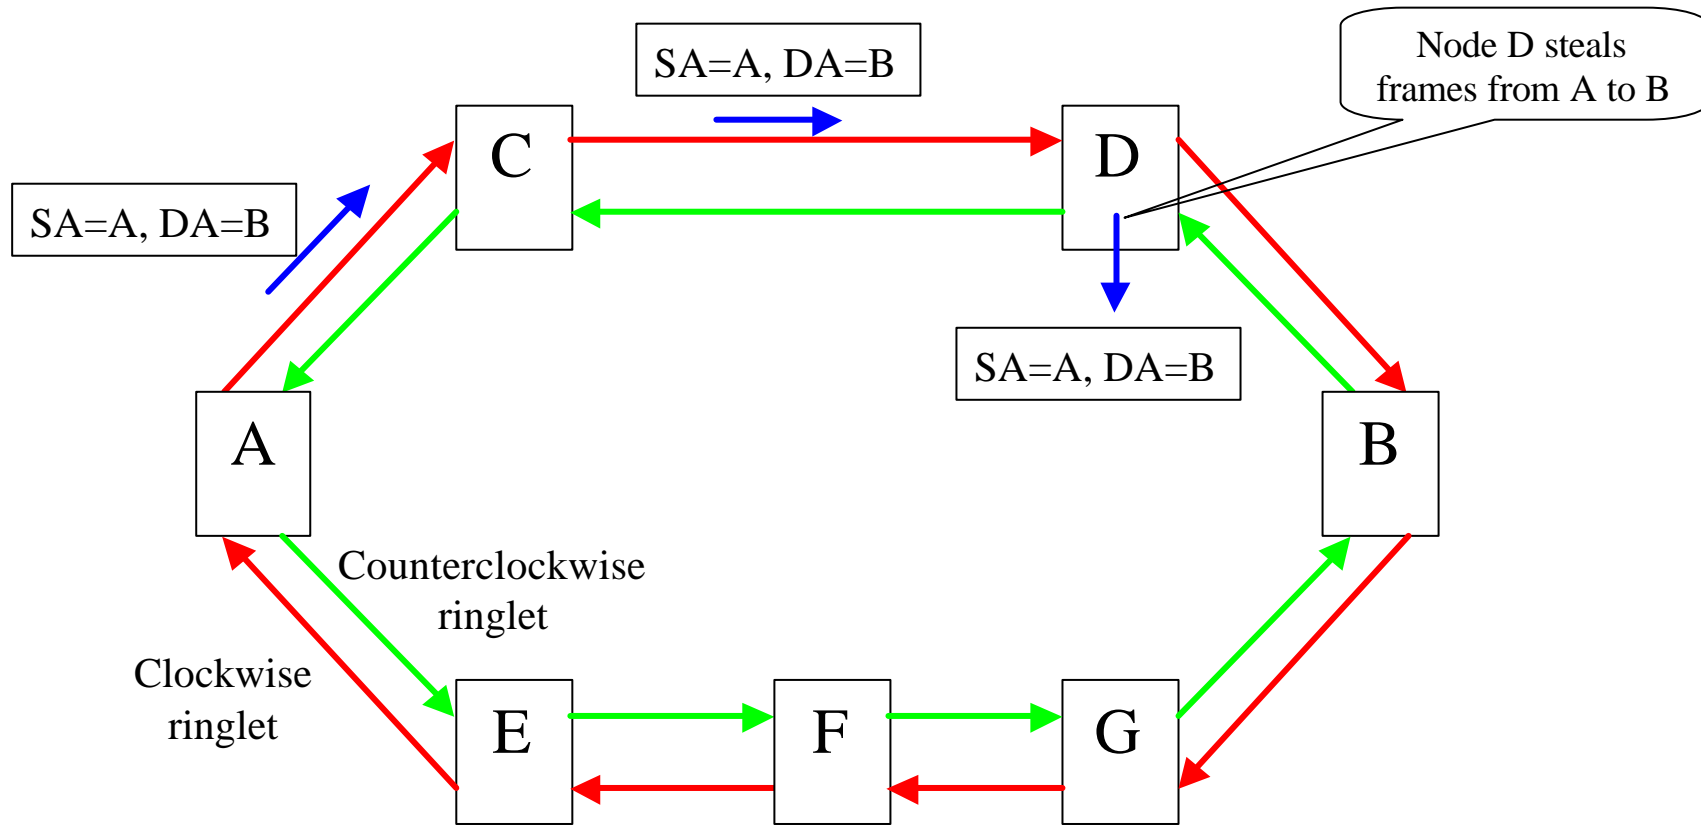 SA=A, DA=B
Node D steals
frames from A to B
C
D
SA=A, DA=B
SA=A, DA=B
A
B
Counterclockwise
ringlet
Clockwise
ringlet
E
F
G